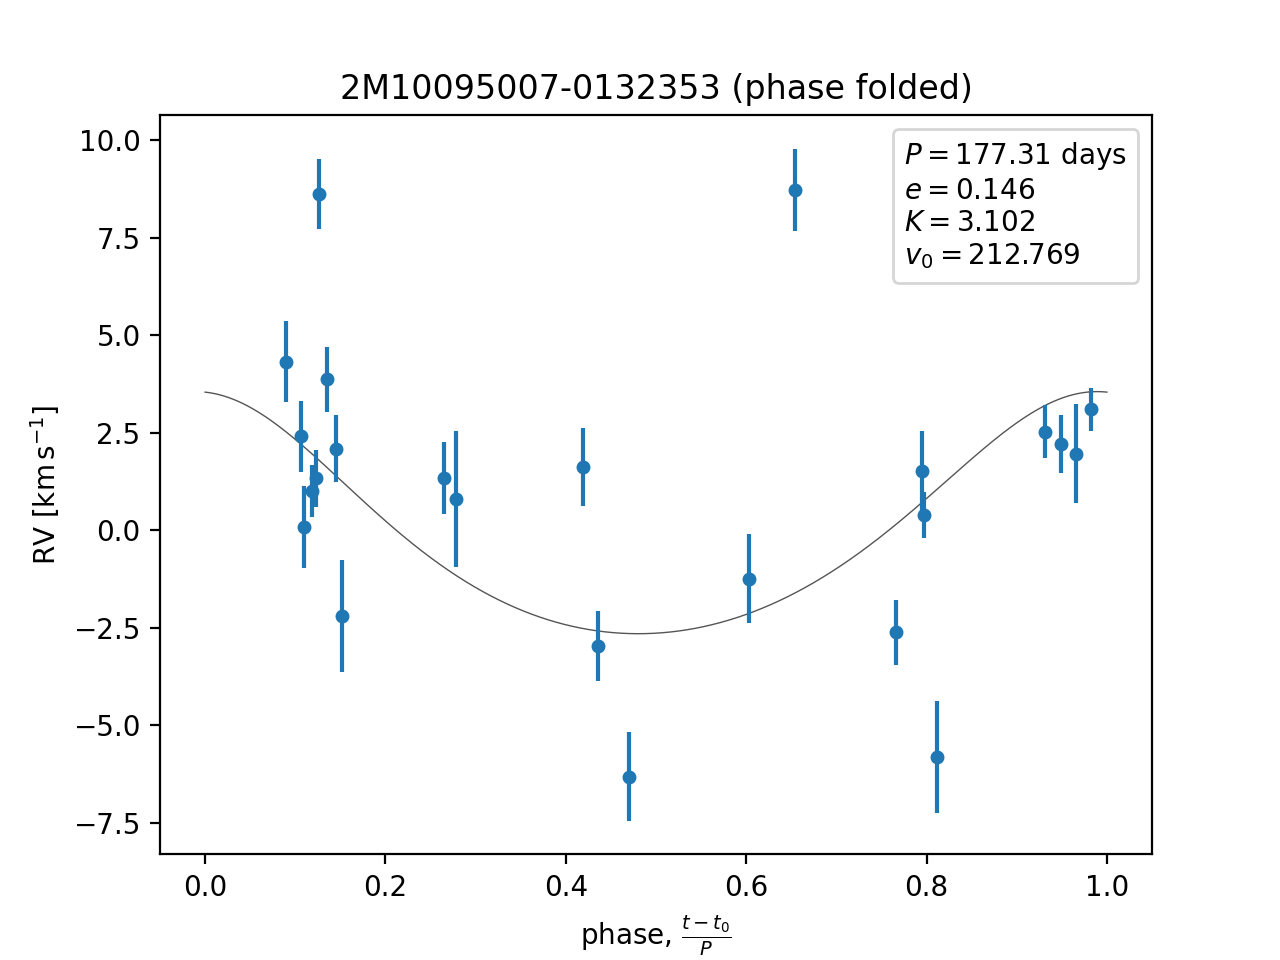 2M10095007-0132353 (phase folded)
P = 177.31 days
e = 0.146
K = 3.102
v₀ = 212.769
10.0
7.5
5.0
2.5
0.0
−2.5
−5.0
−7.5
RV [km s⁻¹]
0.0 0.2 0.4 0.6 0.8 1.0
phase, (t − t₀)/P